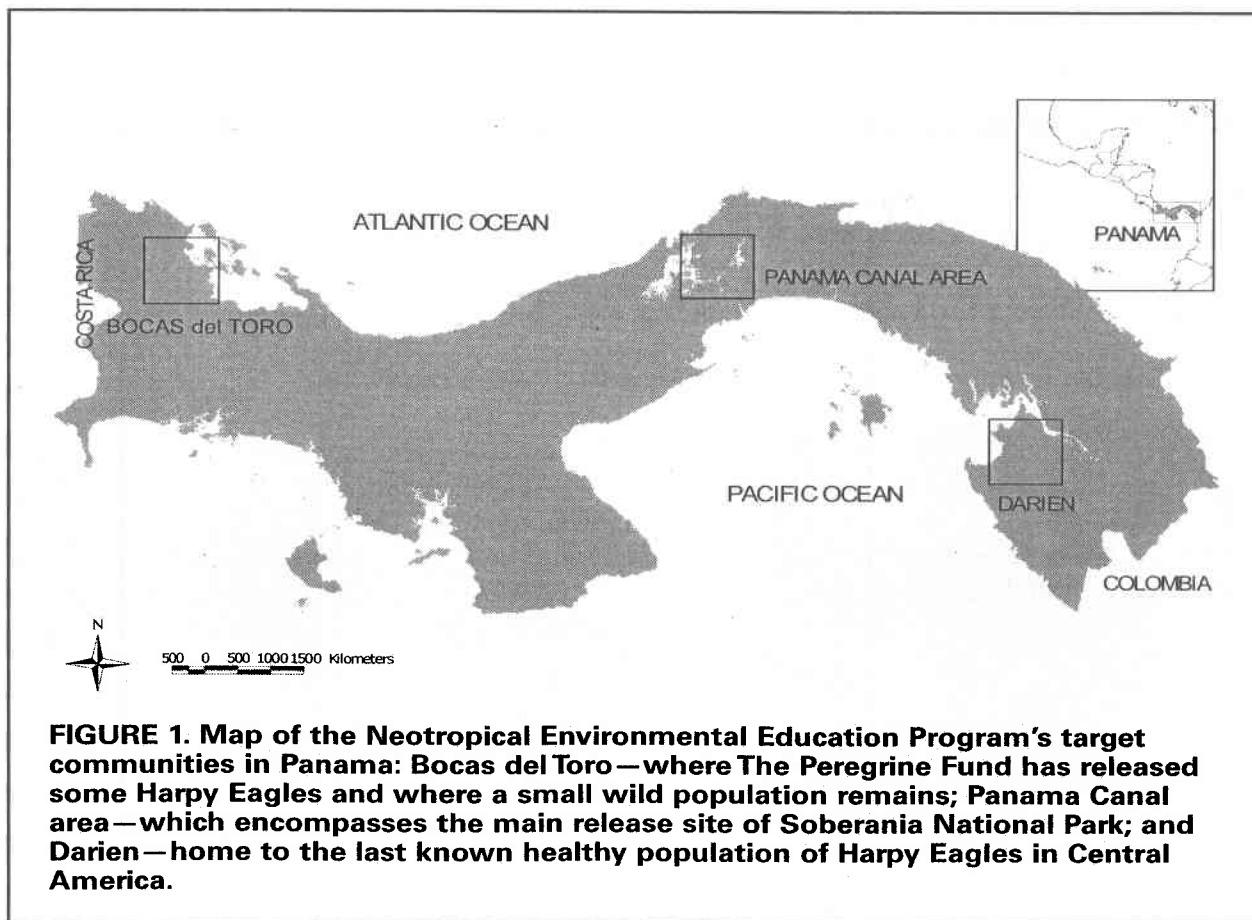 ATLANTIC OCEAN
PANAMA
COSTA RICA
PANAMA CANAL AREA
BOCAS del TORO
PACIFIC OCEAN
DARIEN
COLOMBIA
N
500 0 500 1000 1500 Kilometers
FIGURE 1. Map of the Neotropical Environmental Education Program's target
communities in Panama: Bocas del Toro—where The Peregrine Fund has released
some Harpy Eagles and where a small wild population remains; Panama Canal
area—which encompasses the main release site of Soberania National Park; and
Darien—home to the last known healthy population of Harpy Eagles in Central
America.